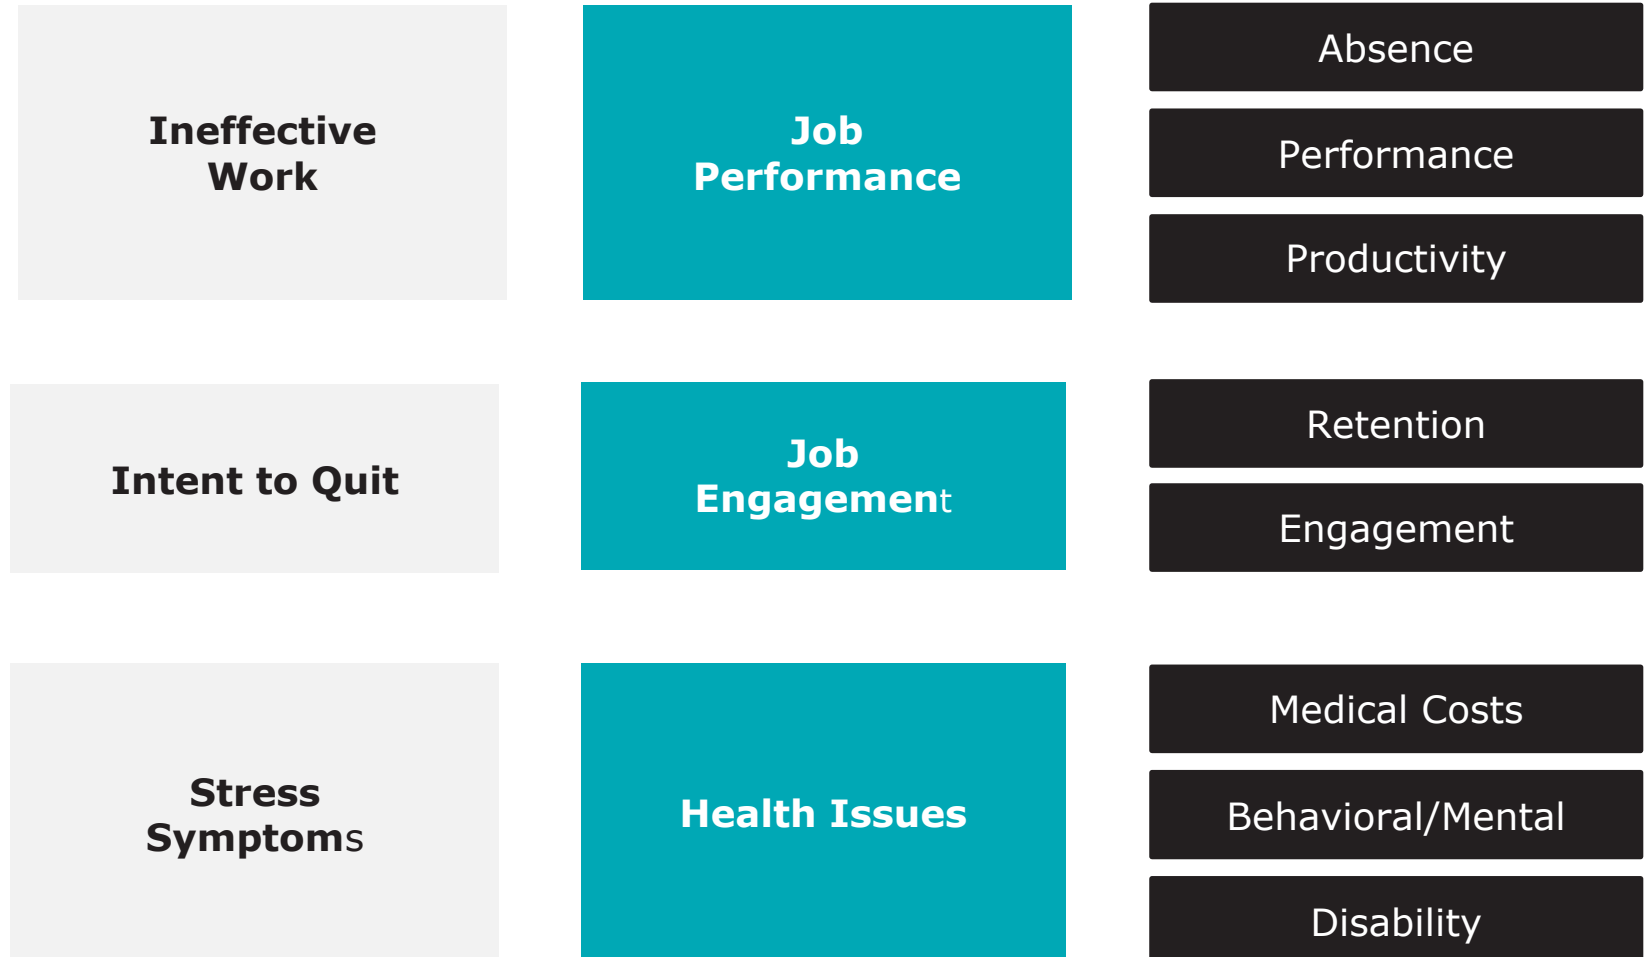 Ineffective
Work
Job
Performance
Absence
Performance
Productivity
Intent to Quit
Job
Engagement
Retention
Engagement
Stress
Symptoms
Health Issues
Medical Costs
Behavioral/Mental
Disability